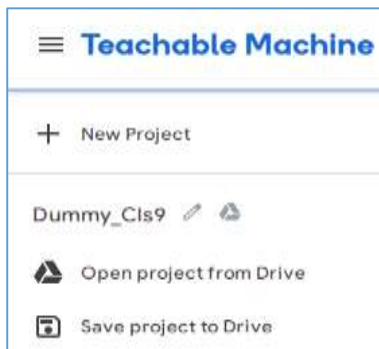 Teachable Machine
New Project
Dummy_Cls9
Open project from Drive
Save project to Drive